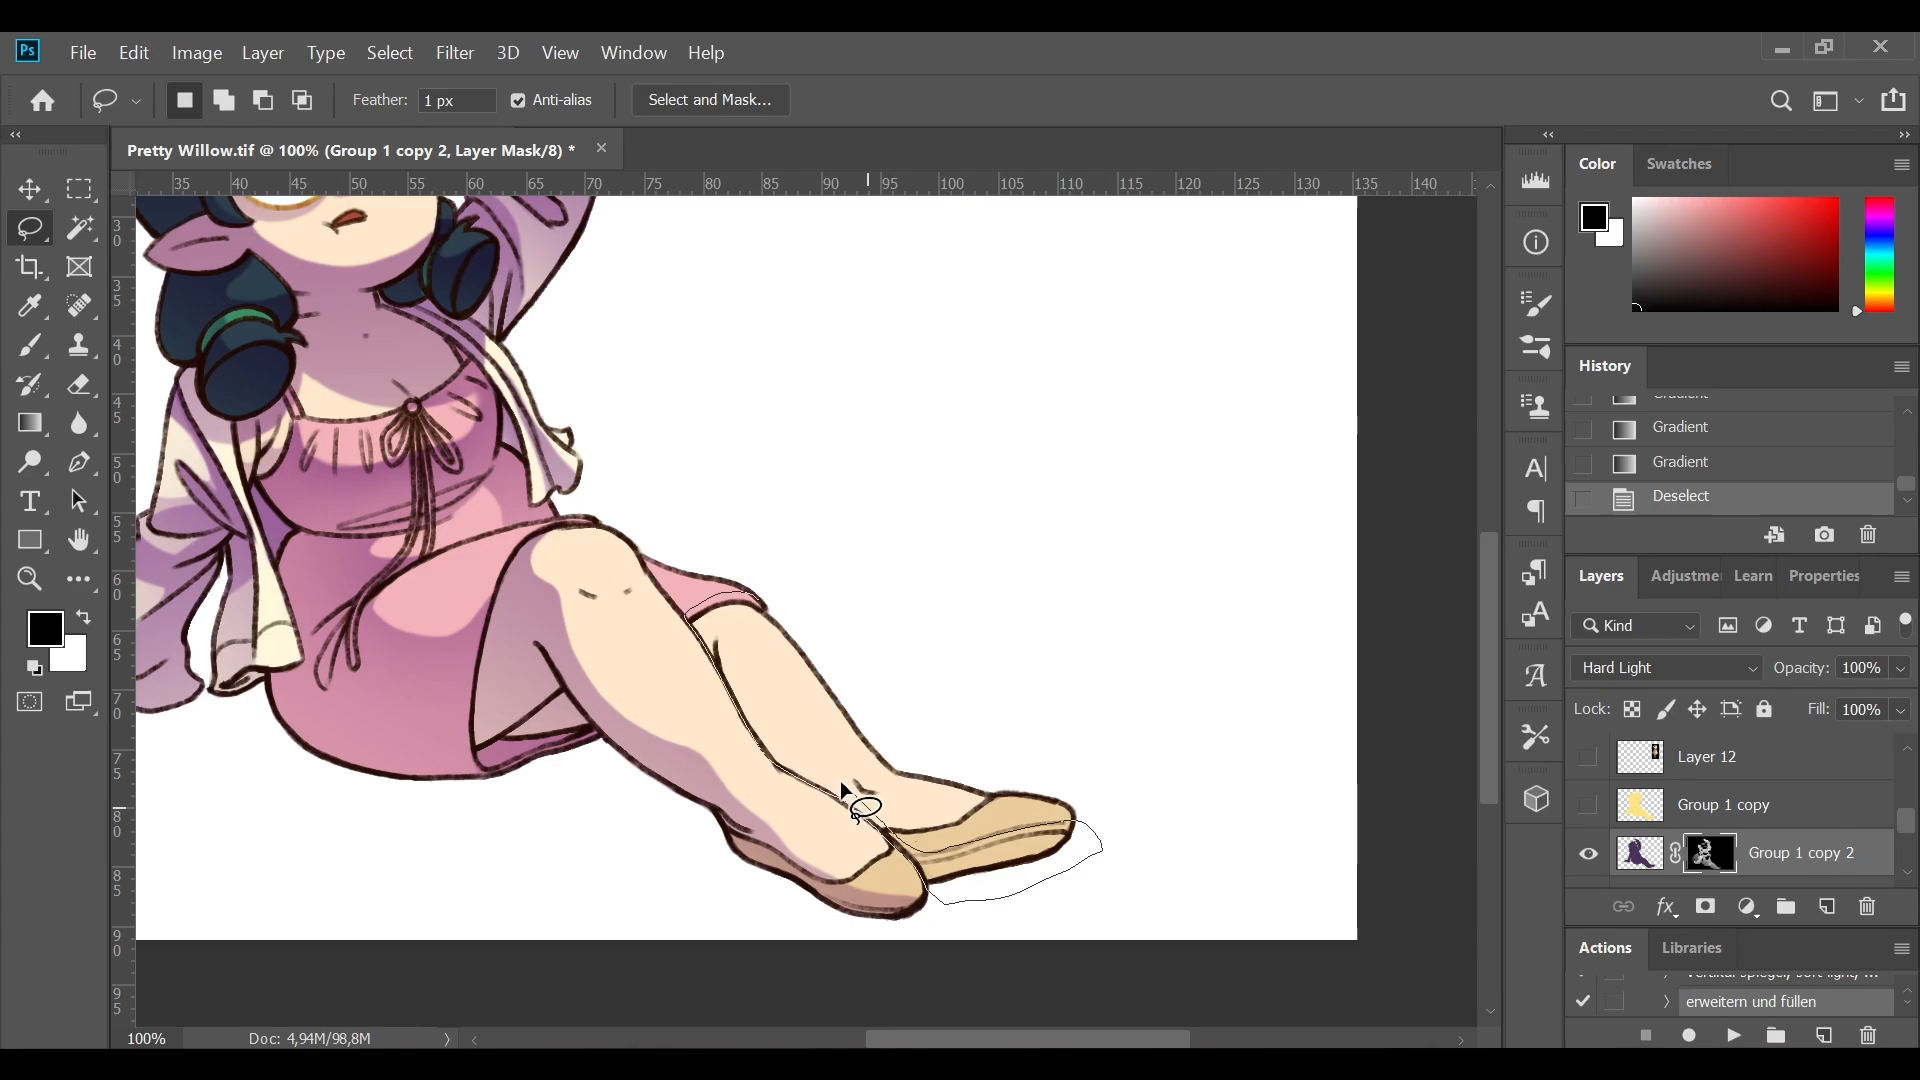 Ps File Edit Image Layer Type Select Filter 3D View Window Help
Feather: 1 px Anti-alias Select and Mask...
Pretty Willow.tif @ 100% (Group 1 copy 2, Layer Mask/8) *
35 40 45 50 55 60 65 70 75 80 85 90 95 100 105 110 115 120 125 130 135 140
30
35
40
45
50
55
60
65
70
75
80
85
90
95
Color Swatches
History
Gradient
Gradient
Deselect
Layers Adjustme Learn Properties
Kind
Hard Light Opacity: 100%
Lock: Fill: 100%
Layer 12
Group 1 copy
Group 1 copy 2
fx
Actions Libraries
erweitern und füllen
100% Doc: 4,94M/98,8M